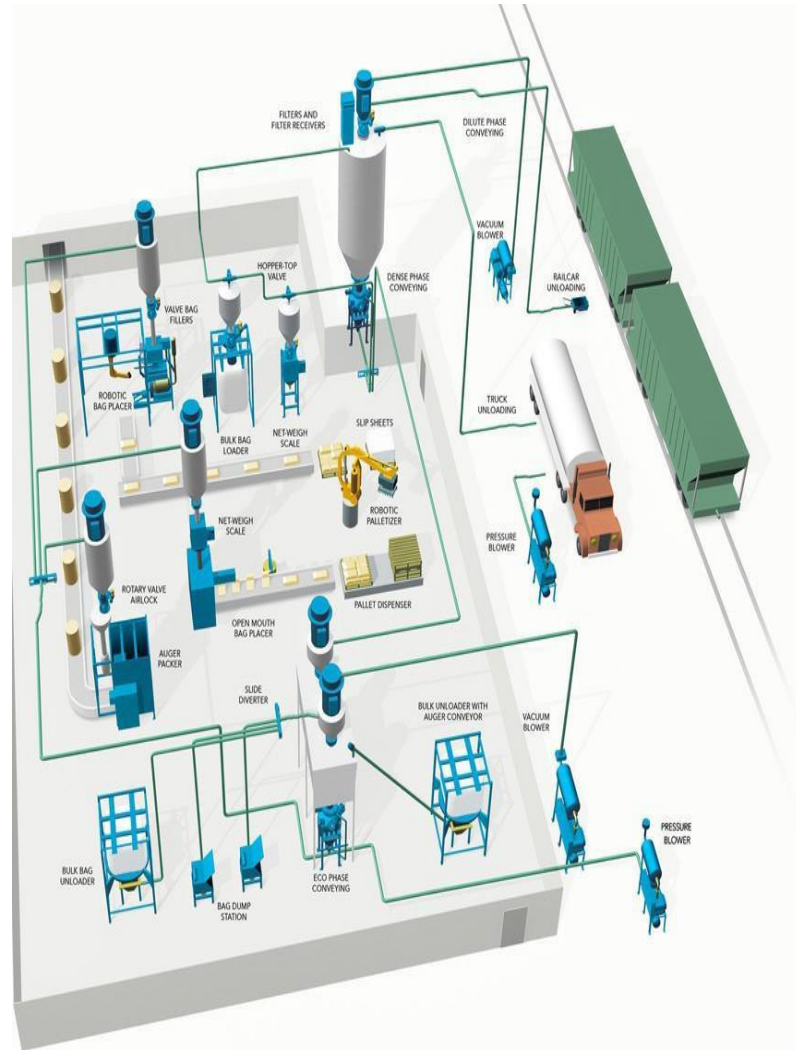 FILTERS AND
FILTER RECEIVERS
DILUTE PHASE
CONVEYING
VACUUM
BLOWER
HOPPER-TOP
VALVE
DENSE PHASE
CONVEYING
RAILCAR
UNLOADING
VALVE BAG
FILLERS
ROBOTIC
BAG PLACER
BULK BAG
LOADER
NET-WEIGH
SCALE
SLIP SHEETS
TRUCK
UNLOADING
ROBOTIC
PALLETIZER
NET-WEIGH
SCALE
PRESSURE
BLOWER
ROTARY VALVE
AIRLOCK
PALLET DISPENSER
OPEN MOUTH
BAG PLACER
AUGER
PACKER
SLIDE
DIVERTER
BULK UNLOADER WITH
AUGER CONVEYOR
VACUUM
BLOWER
PRESSURE
BLOWER
BULK BAG
UNLOADER
ECO PHASE
CONVEYING
BAG DUMP
STATION